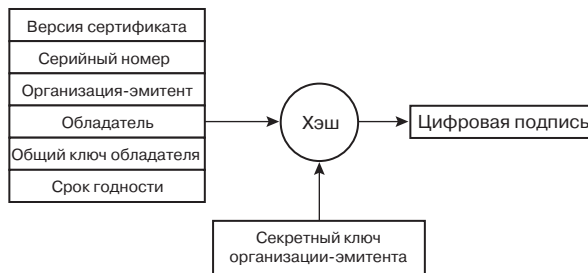 Версия сертификата
Серийный номер
Организация-эмитент
Обладатель
Общий ключ обладателя
Срок годности
Хэш
Цифровая подпись
Секретный ключ
организации-эмитента